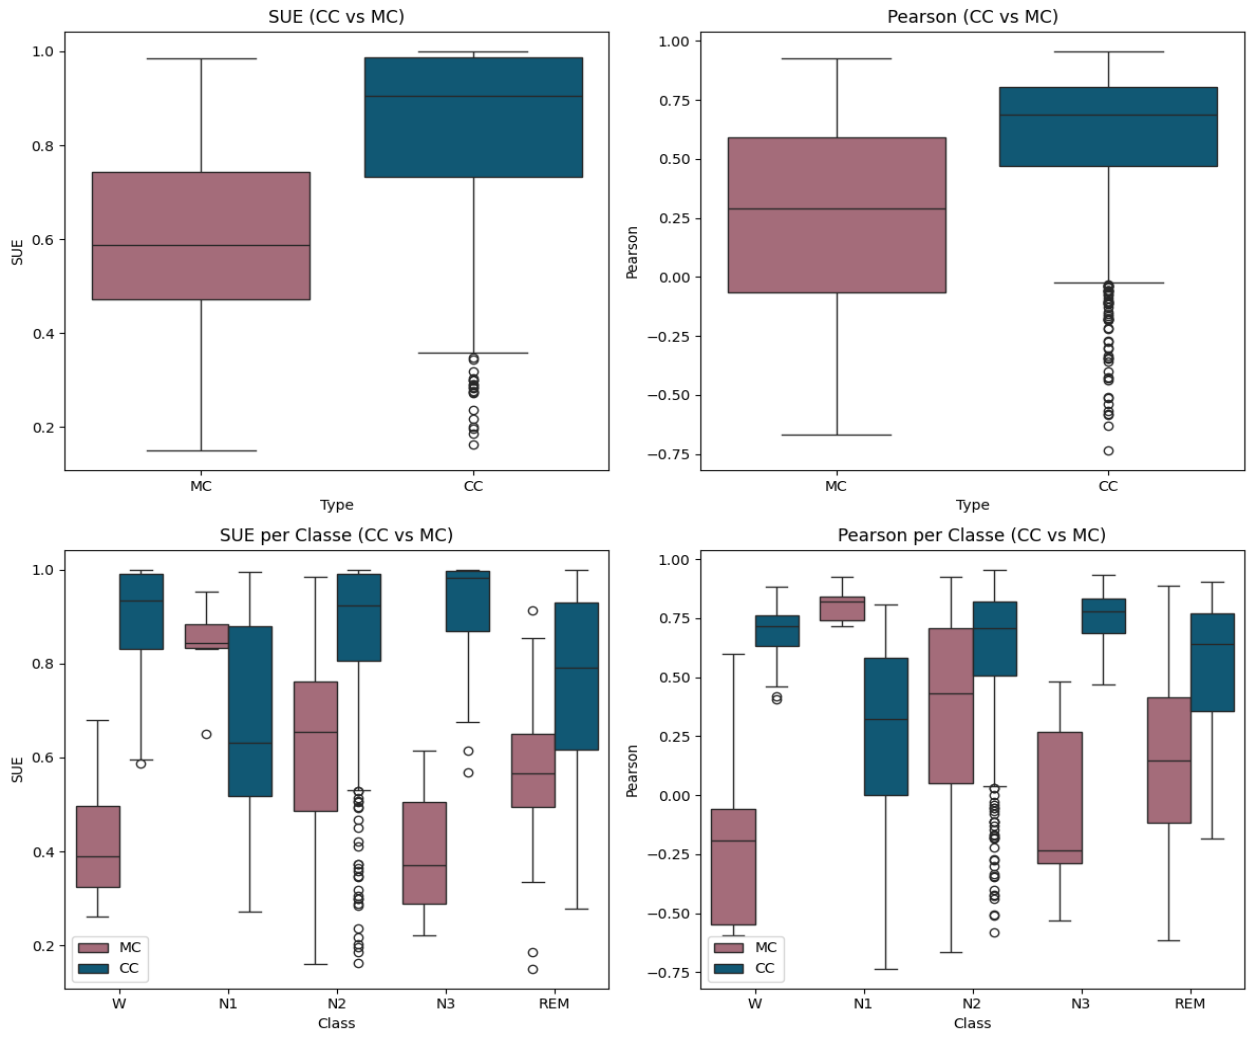 SUE (CC vs MC)
1.0
0.8
0.6
0.4
0.2
SUE
MC
CC
Type
Pearson (CC vs MC)
1.00
0.75
0.50
0.25
0.00
−0.25
−0.50
−0.75
Pearson
MC
CC
Type
SUE per Classe (CC vs MC)
1.0
0.8
0.6
0.4
0.2
SUE
MC
CC
W
N1
N2
N3
REM
Class
Pearson per Classe (CC vs MC)
1.00
0.75
0.50
0.25
0.00
−0.25
−0.50
−0.75
Pearson
MC
CC
W
N1
N2
N3
REM
Class